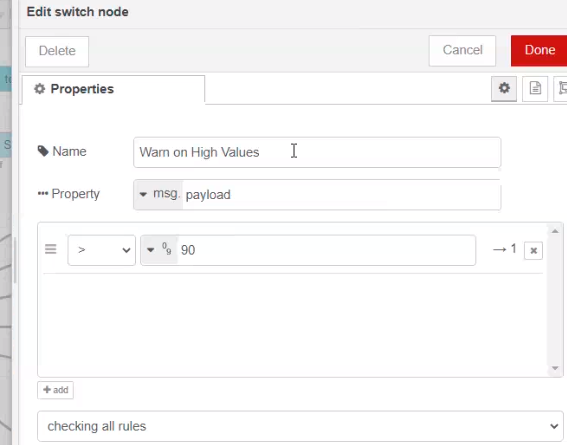 Edit switch node
Delete
Cancel
Done
Properties
Name
Warn on High Values
Property
msg. payload
> 09 90 → 1 x
+ add
checking all rules